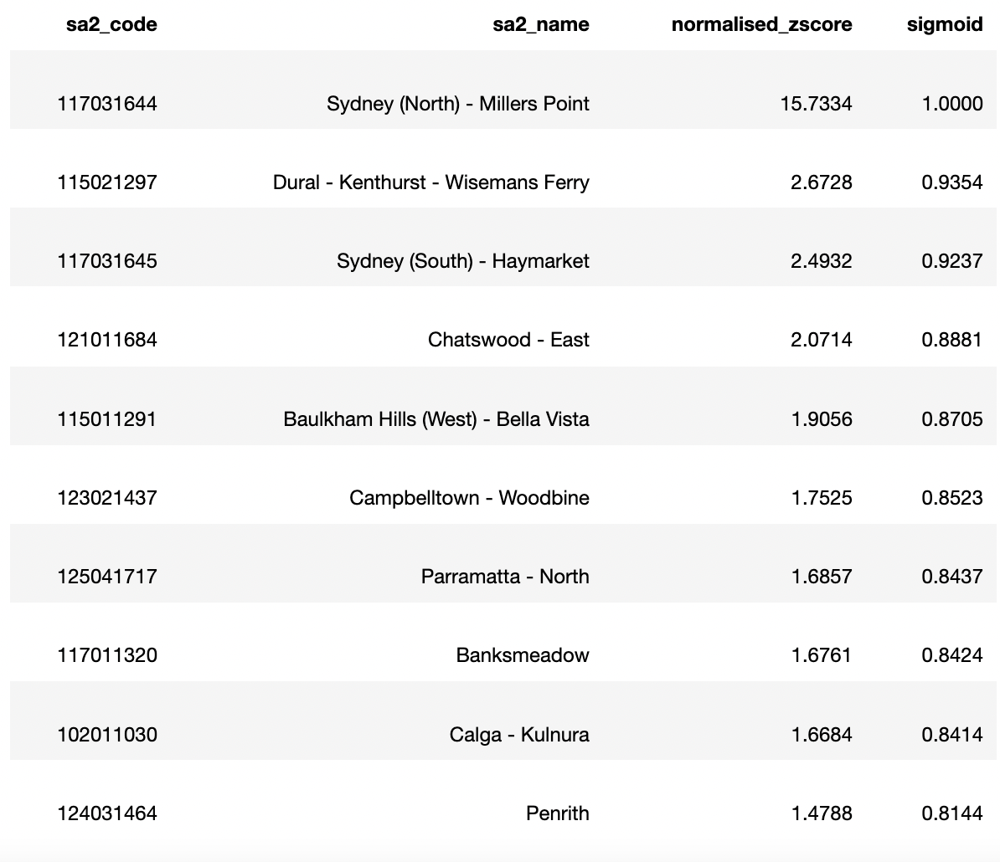 sa2_code sa2_name normalised_zscore sigmoid
117031644 Sydney (North) - Millers Point 15.7334 1.0000
115021297 Dural - Kenthurst - Wisemans Ferry 2.6728 0.9354
117031645 Sydney (South) - Haymarket 2.4932 0.9237
121011684 Chatswood - East 2.0714 0.8881
115011291 Baulkham Hills (West) - Bella Vista 1.9056 0.8705
123021437 Campbelltown - Woodbine 1.7525 0.8523
125041717 Parramatta - North 1.6857 0.8437
117011320 Banksmeadow 1.6761 0.8424
102011030 Calga - Kulnura 1.6684 0.8414
124031464 Penrith 1.4788 0.8144